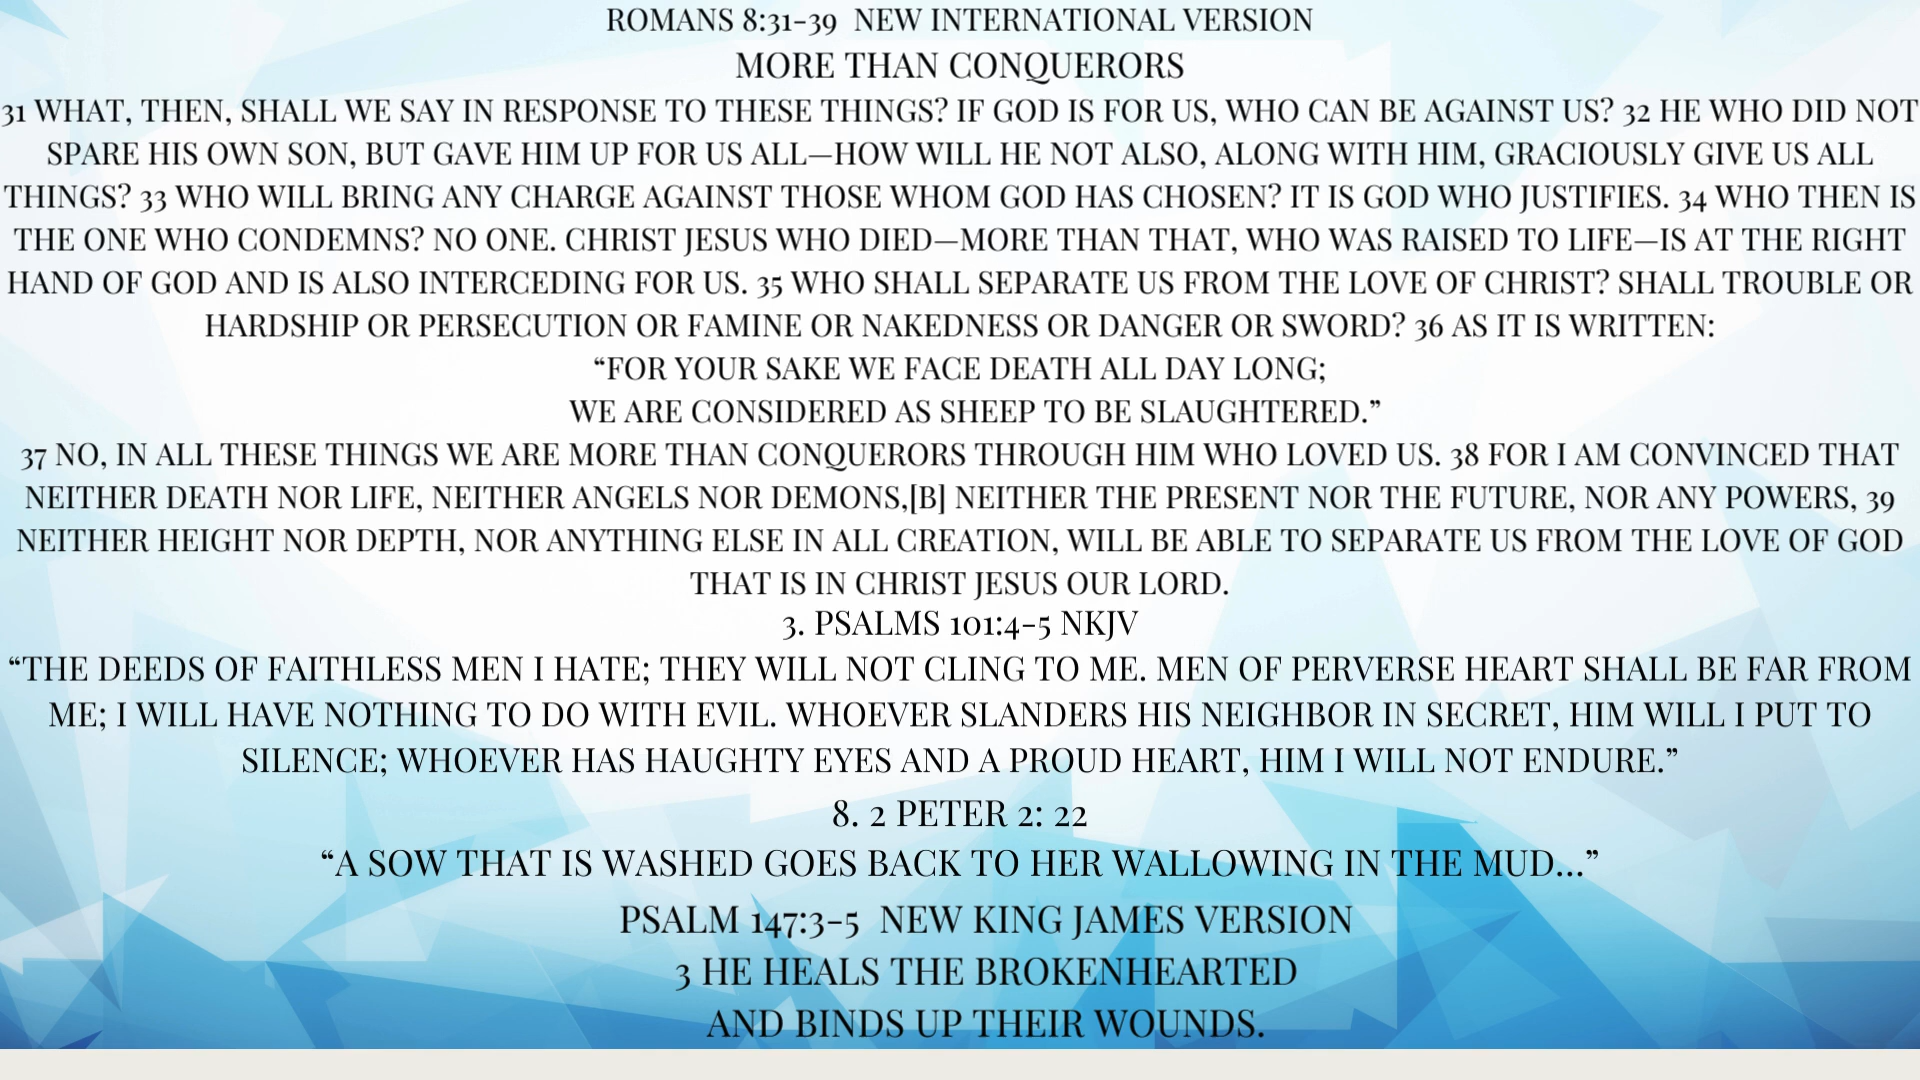 ROMANS 8:31-39  NEW INTERNATIONAL VERSION
MORE THAN CONQUERORS
31 WHAT, THEN, SHALL WE SAY IN RESPONSE TO THESE THINGS? IF GOD IS FOR US, WHO CAN BE AGAINST US? 32 HE WHO DID NOT
SPARE HIS OWN SON, BUT GAVE HIM UP FOR US ALL—HOW WILL HE NOT ALSO, ALONG WITH HIM, GRACIOUSLY GIVE US ALL
THINGS? 33 WHO WILL BRING ANY CHARGE AGAINST THOSE WHOM GOD HAS CHOSEN? IT IS GOD WHO JUSTIFIES. 34 WHO THEN IS
THE ONE WHO CONDEMNS? NO ONE. CHRIST JESUS WHO DIED—MORE THAN THAT, WHO WAS RAISED TO LIFE—IS AT THE RIGHT
HAND OF GOD AND IS ALSO INTERCEDING FOR US. 35 WHO SHALL SEPARATE US FROM THE LOVE OF CHRIST? SHALL TROUBLE OR
HARDSHIP OR PERSECUTION OR FAMINE OR NAKEDNESS OR DANGER OR SWORD? 36 AS IT IS WRITTEN:
“FOR YOUR SAKE WE FACE DEATH ALL DAY LONG;
WE ARE CONSIDERED AS SHEEP TO BE SLAUGHTERED.”
37 NO, IN ALL THESE THINGS WE ARE MORE THAN CONQUERORS THROUGH HIM WHO LOVED US. 38 FOR I AM CONVINCED THAT
NEITHER DEATH NOR LIFE, NEITHER ANGELS NOR DEMONS,[B] NEITHER THE PRESENT NOR THE FUTURE, NOR ANY POWERS, 39
NEITHER HEIGHT NOR DEPTH, NOR ANYTHING ELSE IN ALL CREATION, WILL BE ABLE TO SEPARATE US FROM THE LOVE OF GOD
THAT IS IN CHRIST JESUS OUR LORD.
3. PSALMS 101:4-5 NKJV
“THE DEEDS OF FAITHLESS MEN I HATE; THEY WILL NOT CLING TO ME. MEN OF PERVERSE HEART SHALL BE FAR FROM
ME; I WILL HAVE NOTHING TO DO WITH EVIL. WHOEVER SLANDERS HIS NEIGHBOR IN SECRET, HIM WILL I PUT TO
SILENCE; WHOEVER HAS HAUGHTY EYES AND A PROUD HEART, HIM I WILL NOT ENDURE.”
8. 2 PETER 2: 22
“A SOW THAT IS WASHED GOES BACK TO HER WALLOWING IN THE MUD...”
PSALM 147:3-5  NEW KING JAMES VERSION
3 HE HEALS THE BROKENHEARTED
AND BINDS UP THEIR WOUNDS.